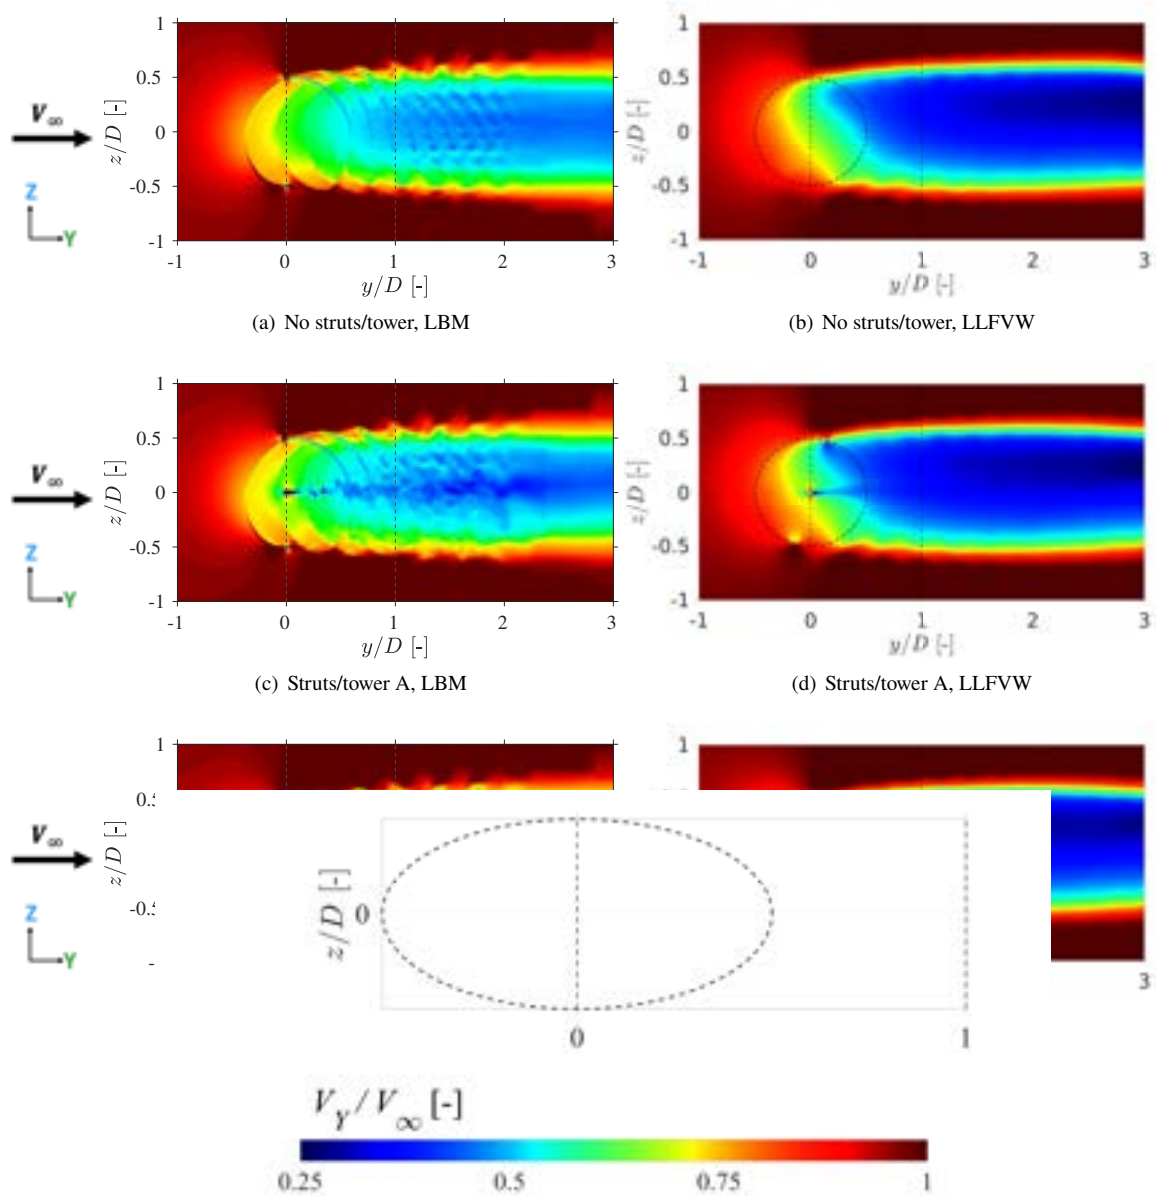 1
1
0.5
0.5
V∞
z/D [-]
0
z/D [-]
0
-0.5
-0.5
Z
Y
-1
-1
-1
0
1
2
3
-1
0
1
2
3
y/D [-]
y/D [-]
(a) No struts/tower, LBM
(b) No struts/tower, LLFVW
1
1
0.5
0.5
V∞
z/D [-]
0
z/D [-]
0
-0.5
-0.5
Z
Y
-1
-1
-1
0
1
2
3
-1
0
1
2
3
y/D [-]
y/D [-]
(c) Struts/tower A, LBM
(d) Struts/tower A, LLFVW
1
1
V∞
z/D [-]
z/D [-]
0
Z
Y
3
0
1
V_Y / V∞ [-]
0.25
0.5
0.75
1